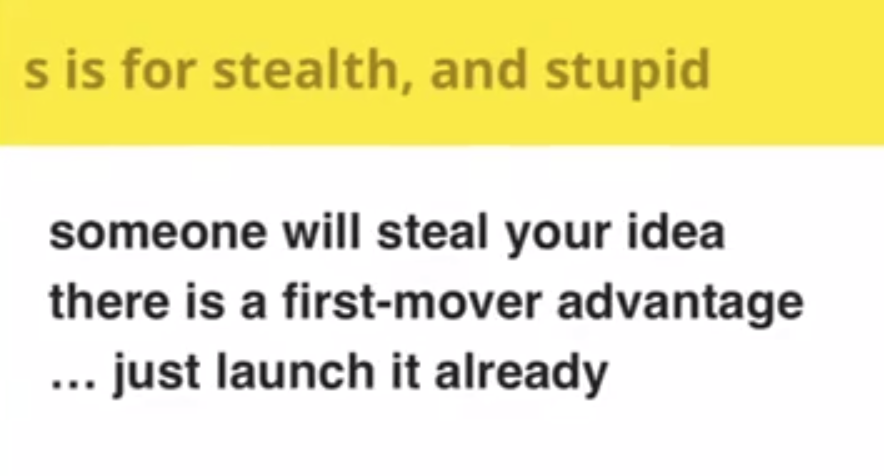 s is for stealth, and stupid
someone will steal your idea
there is a first-mover advantage
... just launch it already